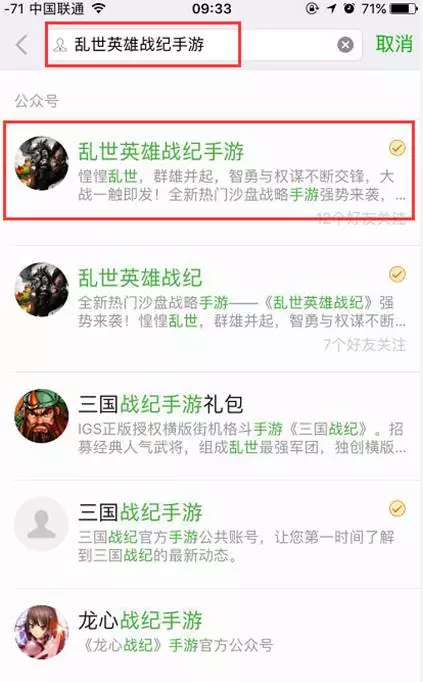 -71 中国联通 09:33 71%
乱世英雄战纪手游 取消
公众号
乱世英雄战纪手游
惶惶乱世，群雄并起，智勇与权谋不断交锋，大
战一触即发！全新热门沙盘战略手游强势来袭，...
12个好友关注
乱世英雄战纪
全新热门沙盘战略手游——《乱世英雄战纪》强
势来袭！惶惶乱世，群雄并起，智勇与权谋不断...
7个好友关注
三国战纪手游礼包
IGS正版授权横版街机格斗手游《三国战纪》。招
募经典人气武将，组成乱世最强军团，独创横版...
三国战纪手游
三国战纪官方手游公共账号，让您第一时间了解
到三国战纪的最新动态。
龙心战纪手游
《龙心战纪》手游官方公众号